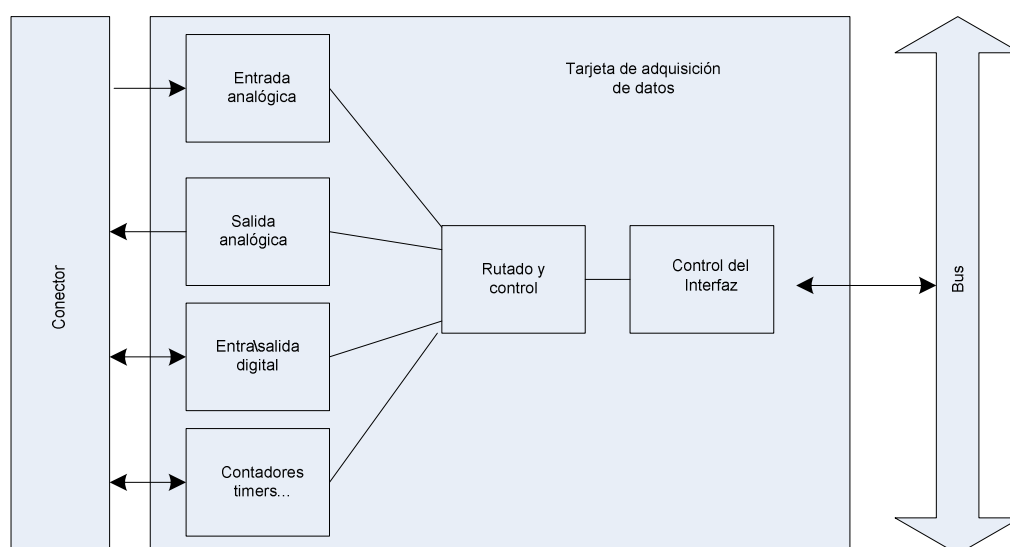 Conector
Entrada
analógica
Tarjeta de adquisición
de datos
Salida
analógica
Rutado y
control
Control del
Interfaz
Bus
Entra\salida
digital
Contadores
timers...